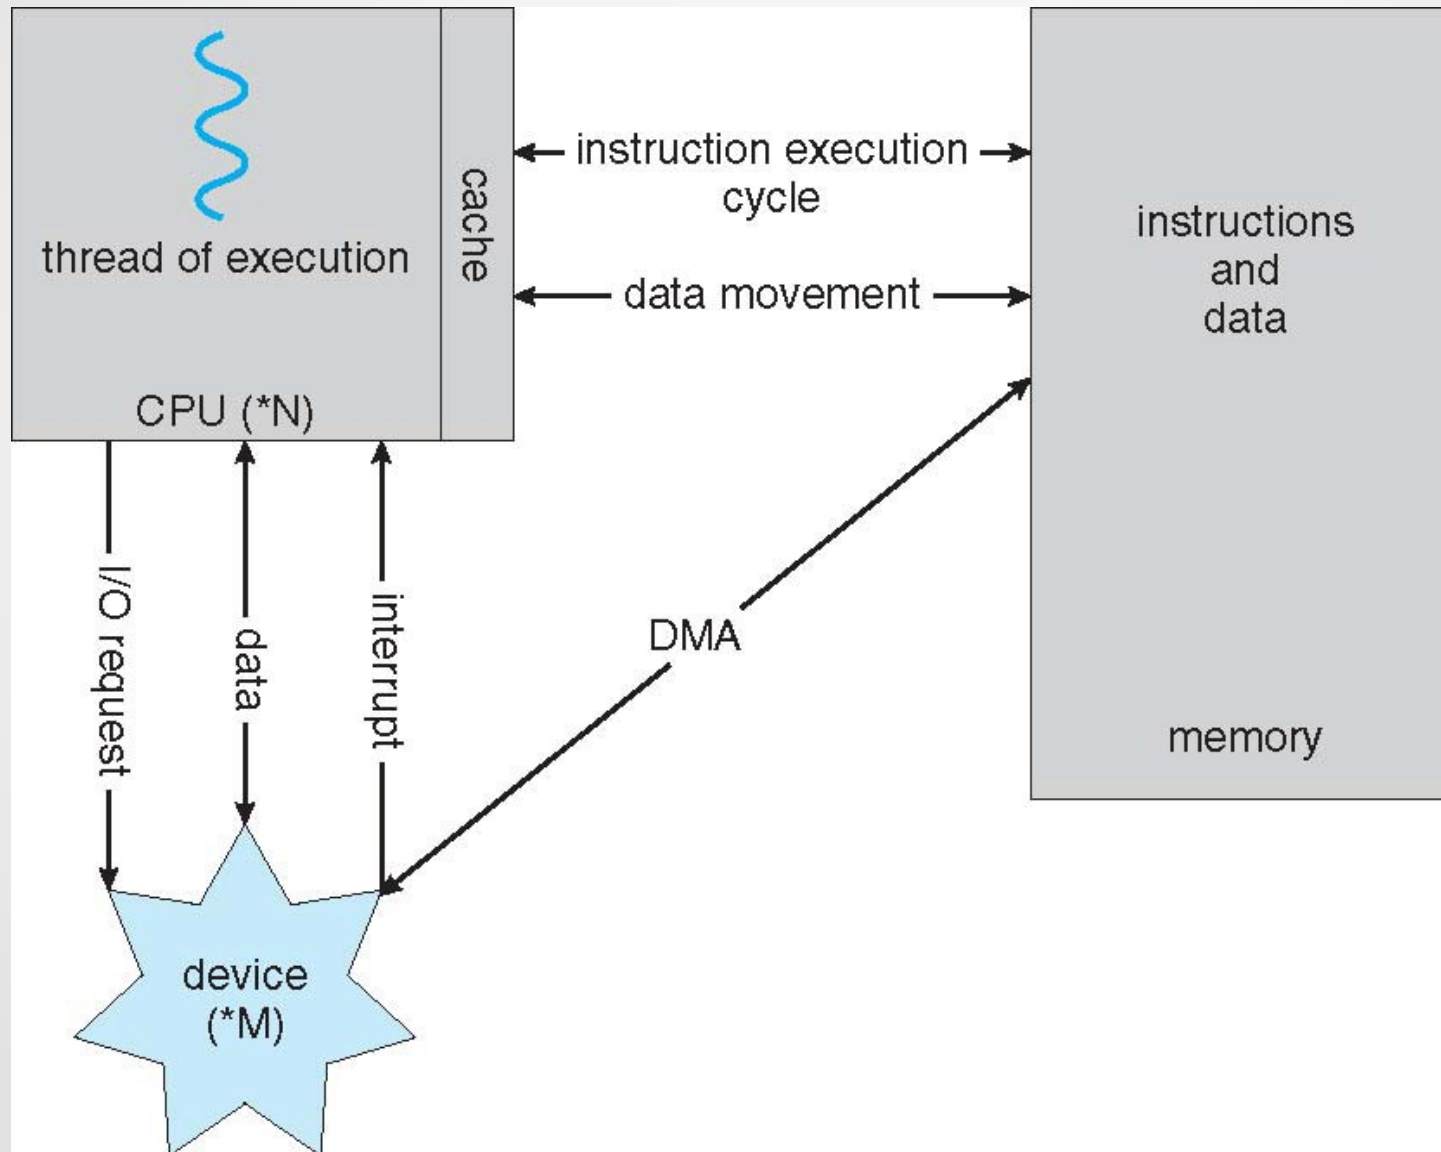 thread of execution
CPU (*N)
cache
instruction execution
cycle
data movement
instructions
and
data
memory
I/O request
data
interrupt
DMA
device
(*M)